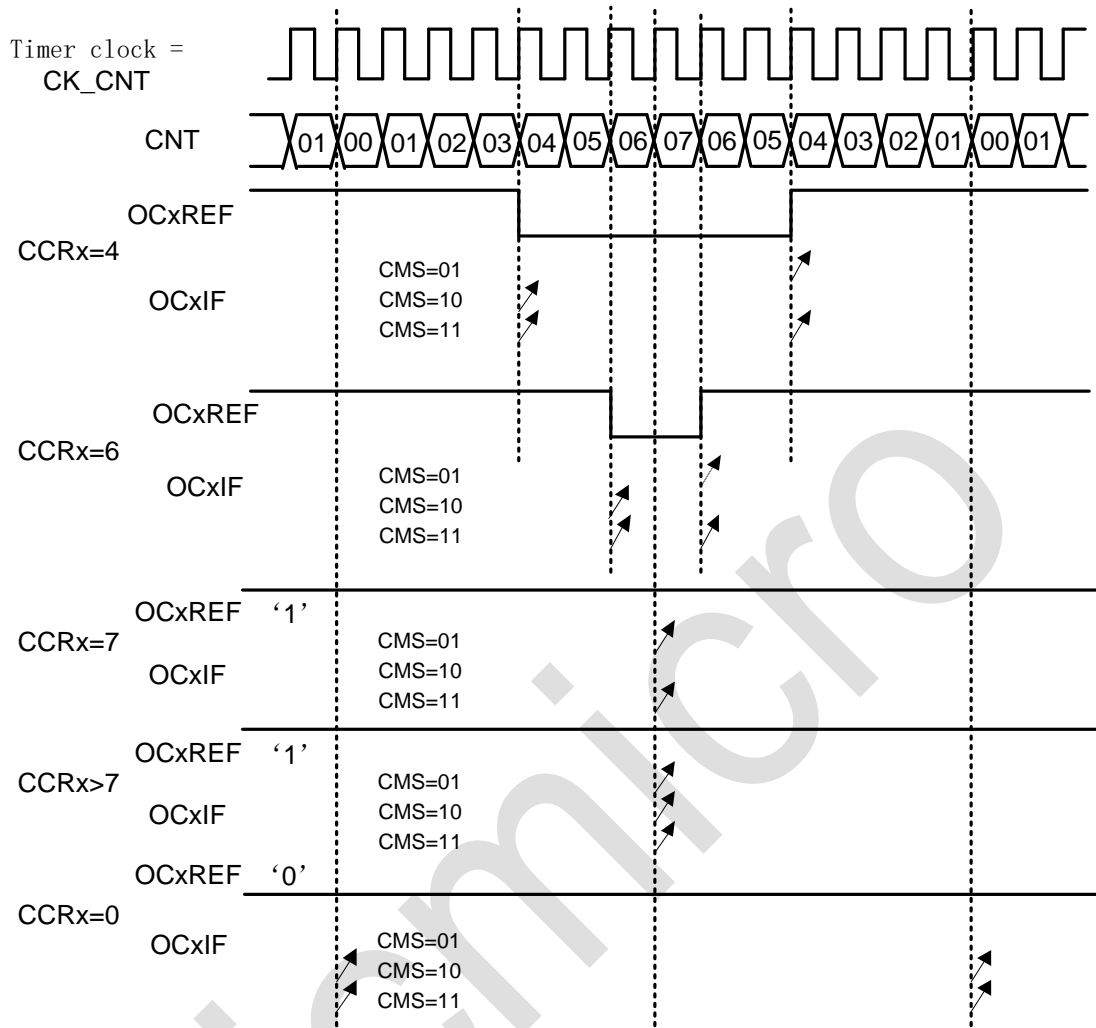 Timer clock =
CK_CNT
CNT 01 00 01 02 03 04 05 06 07 06 05 04 03 02 01 00 01
OCxREF
CCRx=4
OCxIF
CMS=01
CMS=10
CMS=11
OCxREF
CCRx=6
OCxIF
CMS=01
CMS=10
CMS=11
OCxREF ‘1’
CCRx=7
OCxIF
CMS=01
CMS=10
CMS=11
OCxREF ‘1’
CCRx>7
OCxIF
CMS=01
CMS=10
CMS=11
OCxREF ‘0’
CCRx=0
OCxIF
CMS=01
CMS=10
CMS=11